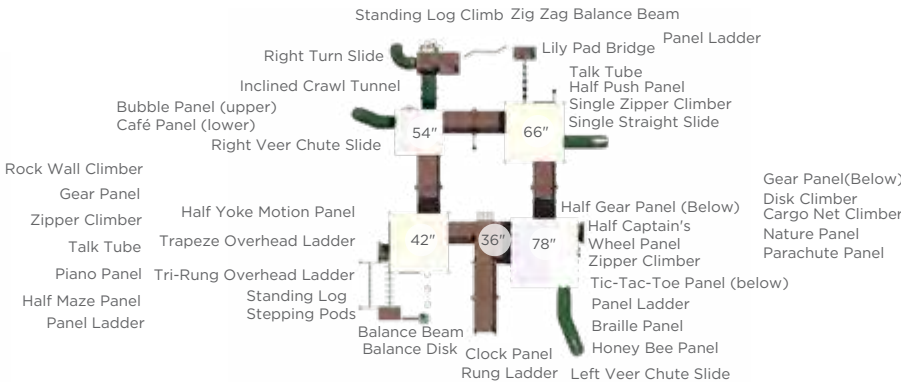 Standing Log Climb
Zig Zag Balance Beam
Right Turn Slide
Lily Pad Bridge
Panel Ladder
Inclined Crawl Tunnel
Talk Tube
Half Push Panel
Single Zipper Climber
Single Straight Slide
Bubble Panel (upper)
Café Panel (lower)
Right Veer Chute Slide
54"
66"
Rock Wall Climber
Gear Panel
Zipper Climber
Talk Tube
Piano Panel
Half Maze Panel
Panel Ladder
Half Yoke Motion Panel
Trapeze Overhead Ladder
Tri-Rung Overhead Ladder
Standing Log
Stepping Pods
42"
36"
78"
Half Gear Panel (Below)
Half Captain's
Wheel Panel
Zipper Climber
Tic-Tac-Toe Panel (below)
Panel Ladder
Braille Panel
Honey Bee Panel
Left Veer Chute Slide
Gear Panel(Below)
Disk Climber
Cargo Net Climber
Nature Panel
Parachute Panel
Balance Beam
Balance Disk
Clock Panel
Rung Ladder